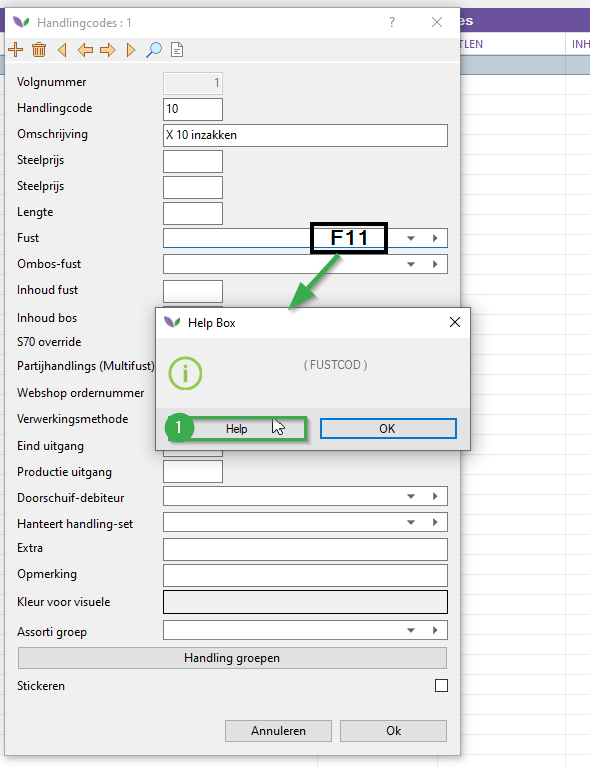 Handlingcodes : 1
?
es
TLEN
INH
Volgnummer 1
Handlingcode 10
Omschrijving X 10 inzakken
Steelprijs
Steelprijs
Lengte
Fust F11
Ombos-fust
Inhoud fust
Inhoud bos
S70 override
Partijhandlings (Multifust)
Webshop ordernummer
Verwerkingsmethode
Eind uitgang
Productie uitgang
Doorschuif-debiteur
Hanteert handling-set
Extra
Opmerking
Kleur voor visuele
Assorti groep
Handling groepen
Stickeren
Annuleren Ok
Help Box
( FUSTCOD )
1 Help OK